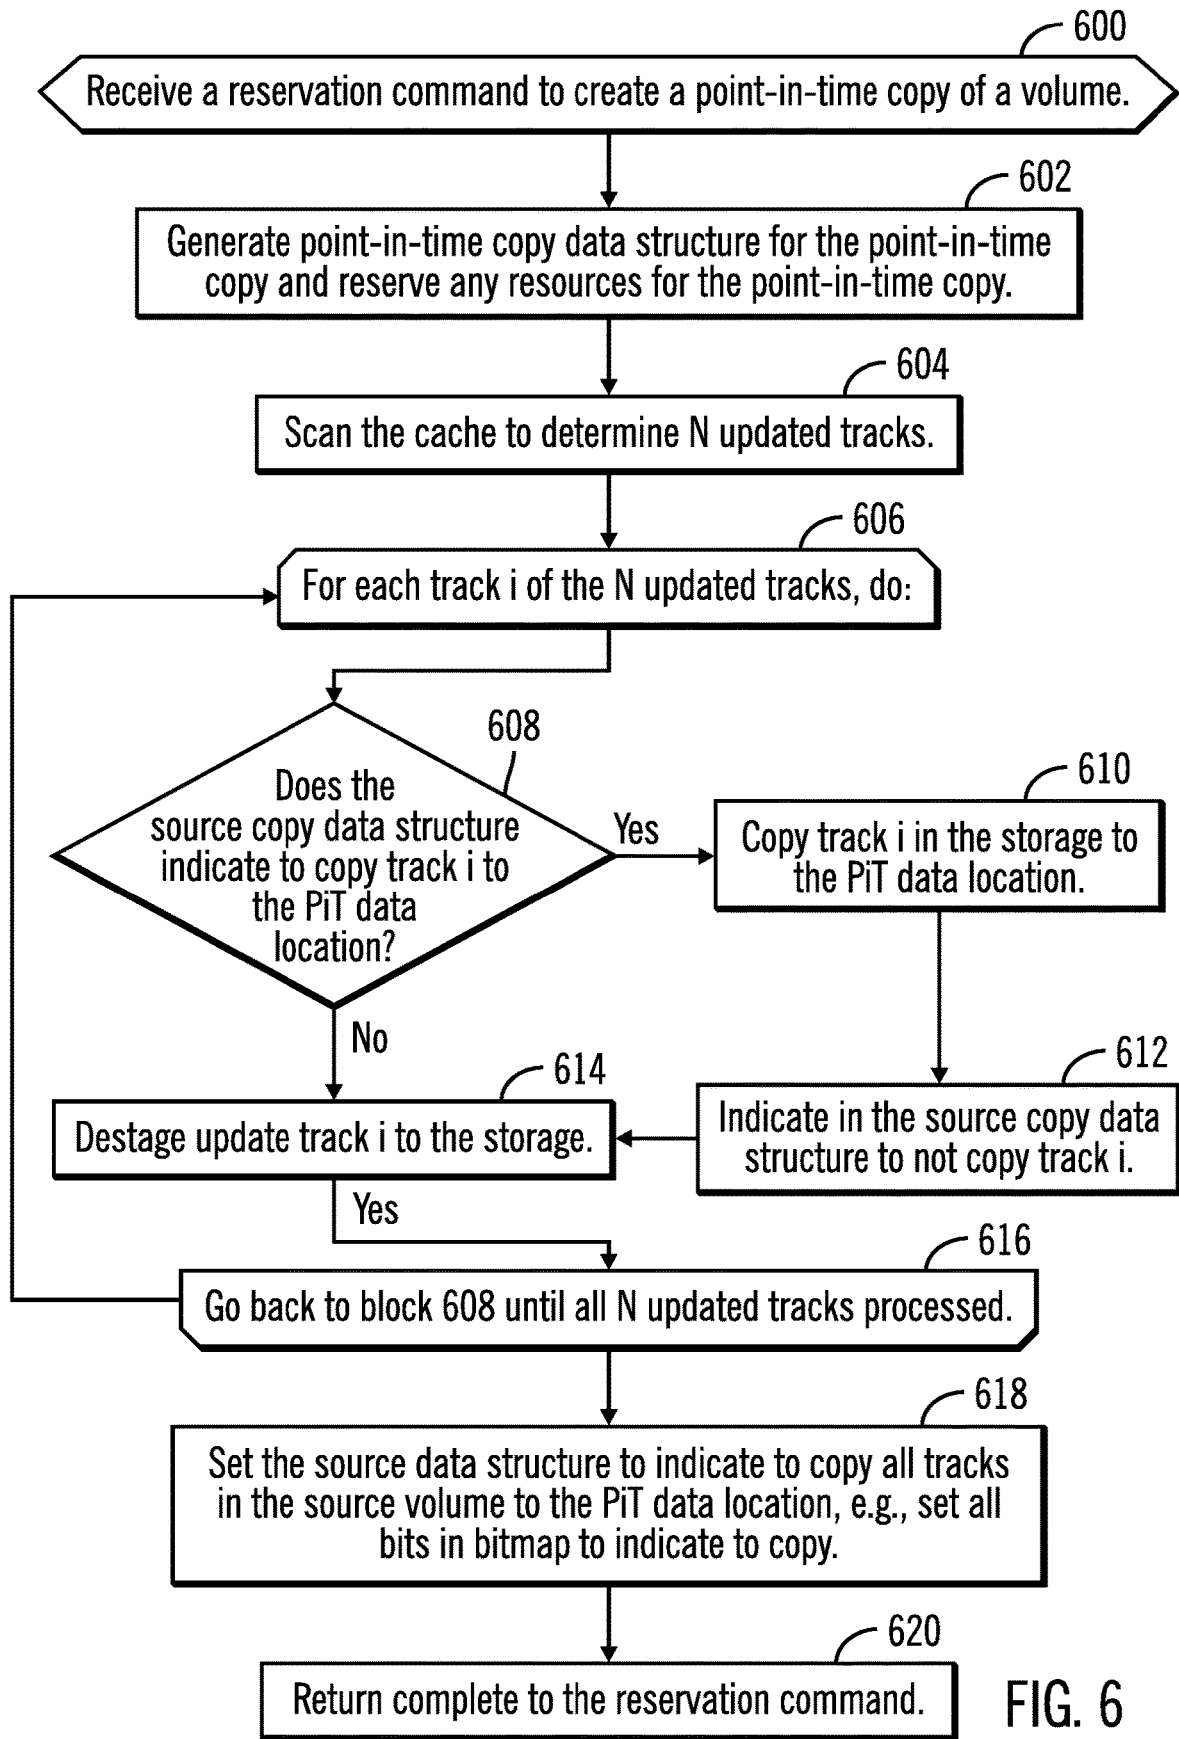 600
Receive a reservation command to create a point-in-time copy of a volume.
602
Generate point-in-time copy data structure for the point-in-time
copy and reserve any resources for the point-in-time copy.
604
Scan the cache to determine N updated tracks.
606
For each track i of the N updated tracks, do:
608
Does the
source copy data structure
indicate to copy track i to
the PiT data
location?
Yes
610
Copy track i in the storage to
the PiT data location.
No
612
Indicate in the source copy data
structure to not copy track i.
614
Destage update track i to the storage.
Yes
616
Go back to block 608 until all N updated tracks processed.
618
Set the source data structure to indicate to copy all tracks
in the source volume to the PiT data location, e.g., set all
bits in bitmap to indicate to copy.
620
Return complete to the reservation command.
FIG. 6